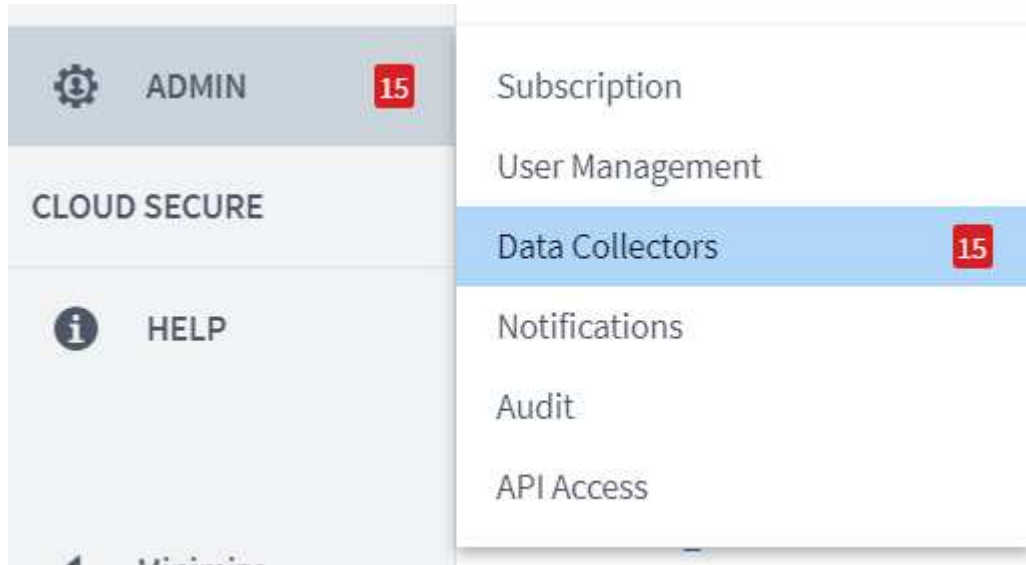 ADMIN 15
CLOUD SECURE
HELP
Subscription
User Management
Data Collectors 15
Notifications
Audit
API Access